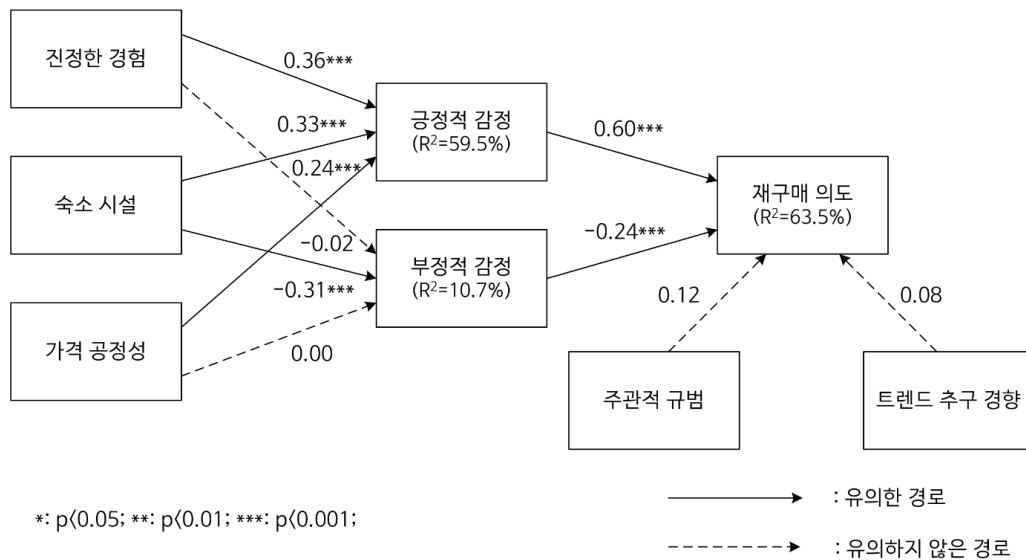 진정한 경험
0.36***
긍정적 감정
(R²=59.5%)
0.33***
0.60***
0.24***
숙소 시설
재구매 의도
(R²=63.5%)
-0.02
부정적 감정
(R²=10.7%)
-0.24***
-0.31***
0.12
0.08
가격 공정성
0.00
주관적 규범
트렌드 추구 경향
: 유의한 경로
*: p<0.05; **: p<0.01; ***: p<0.001;
: 유의하지 않은 경로